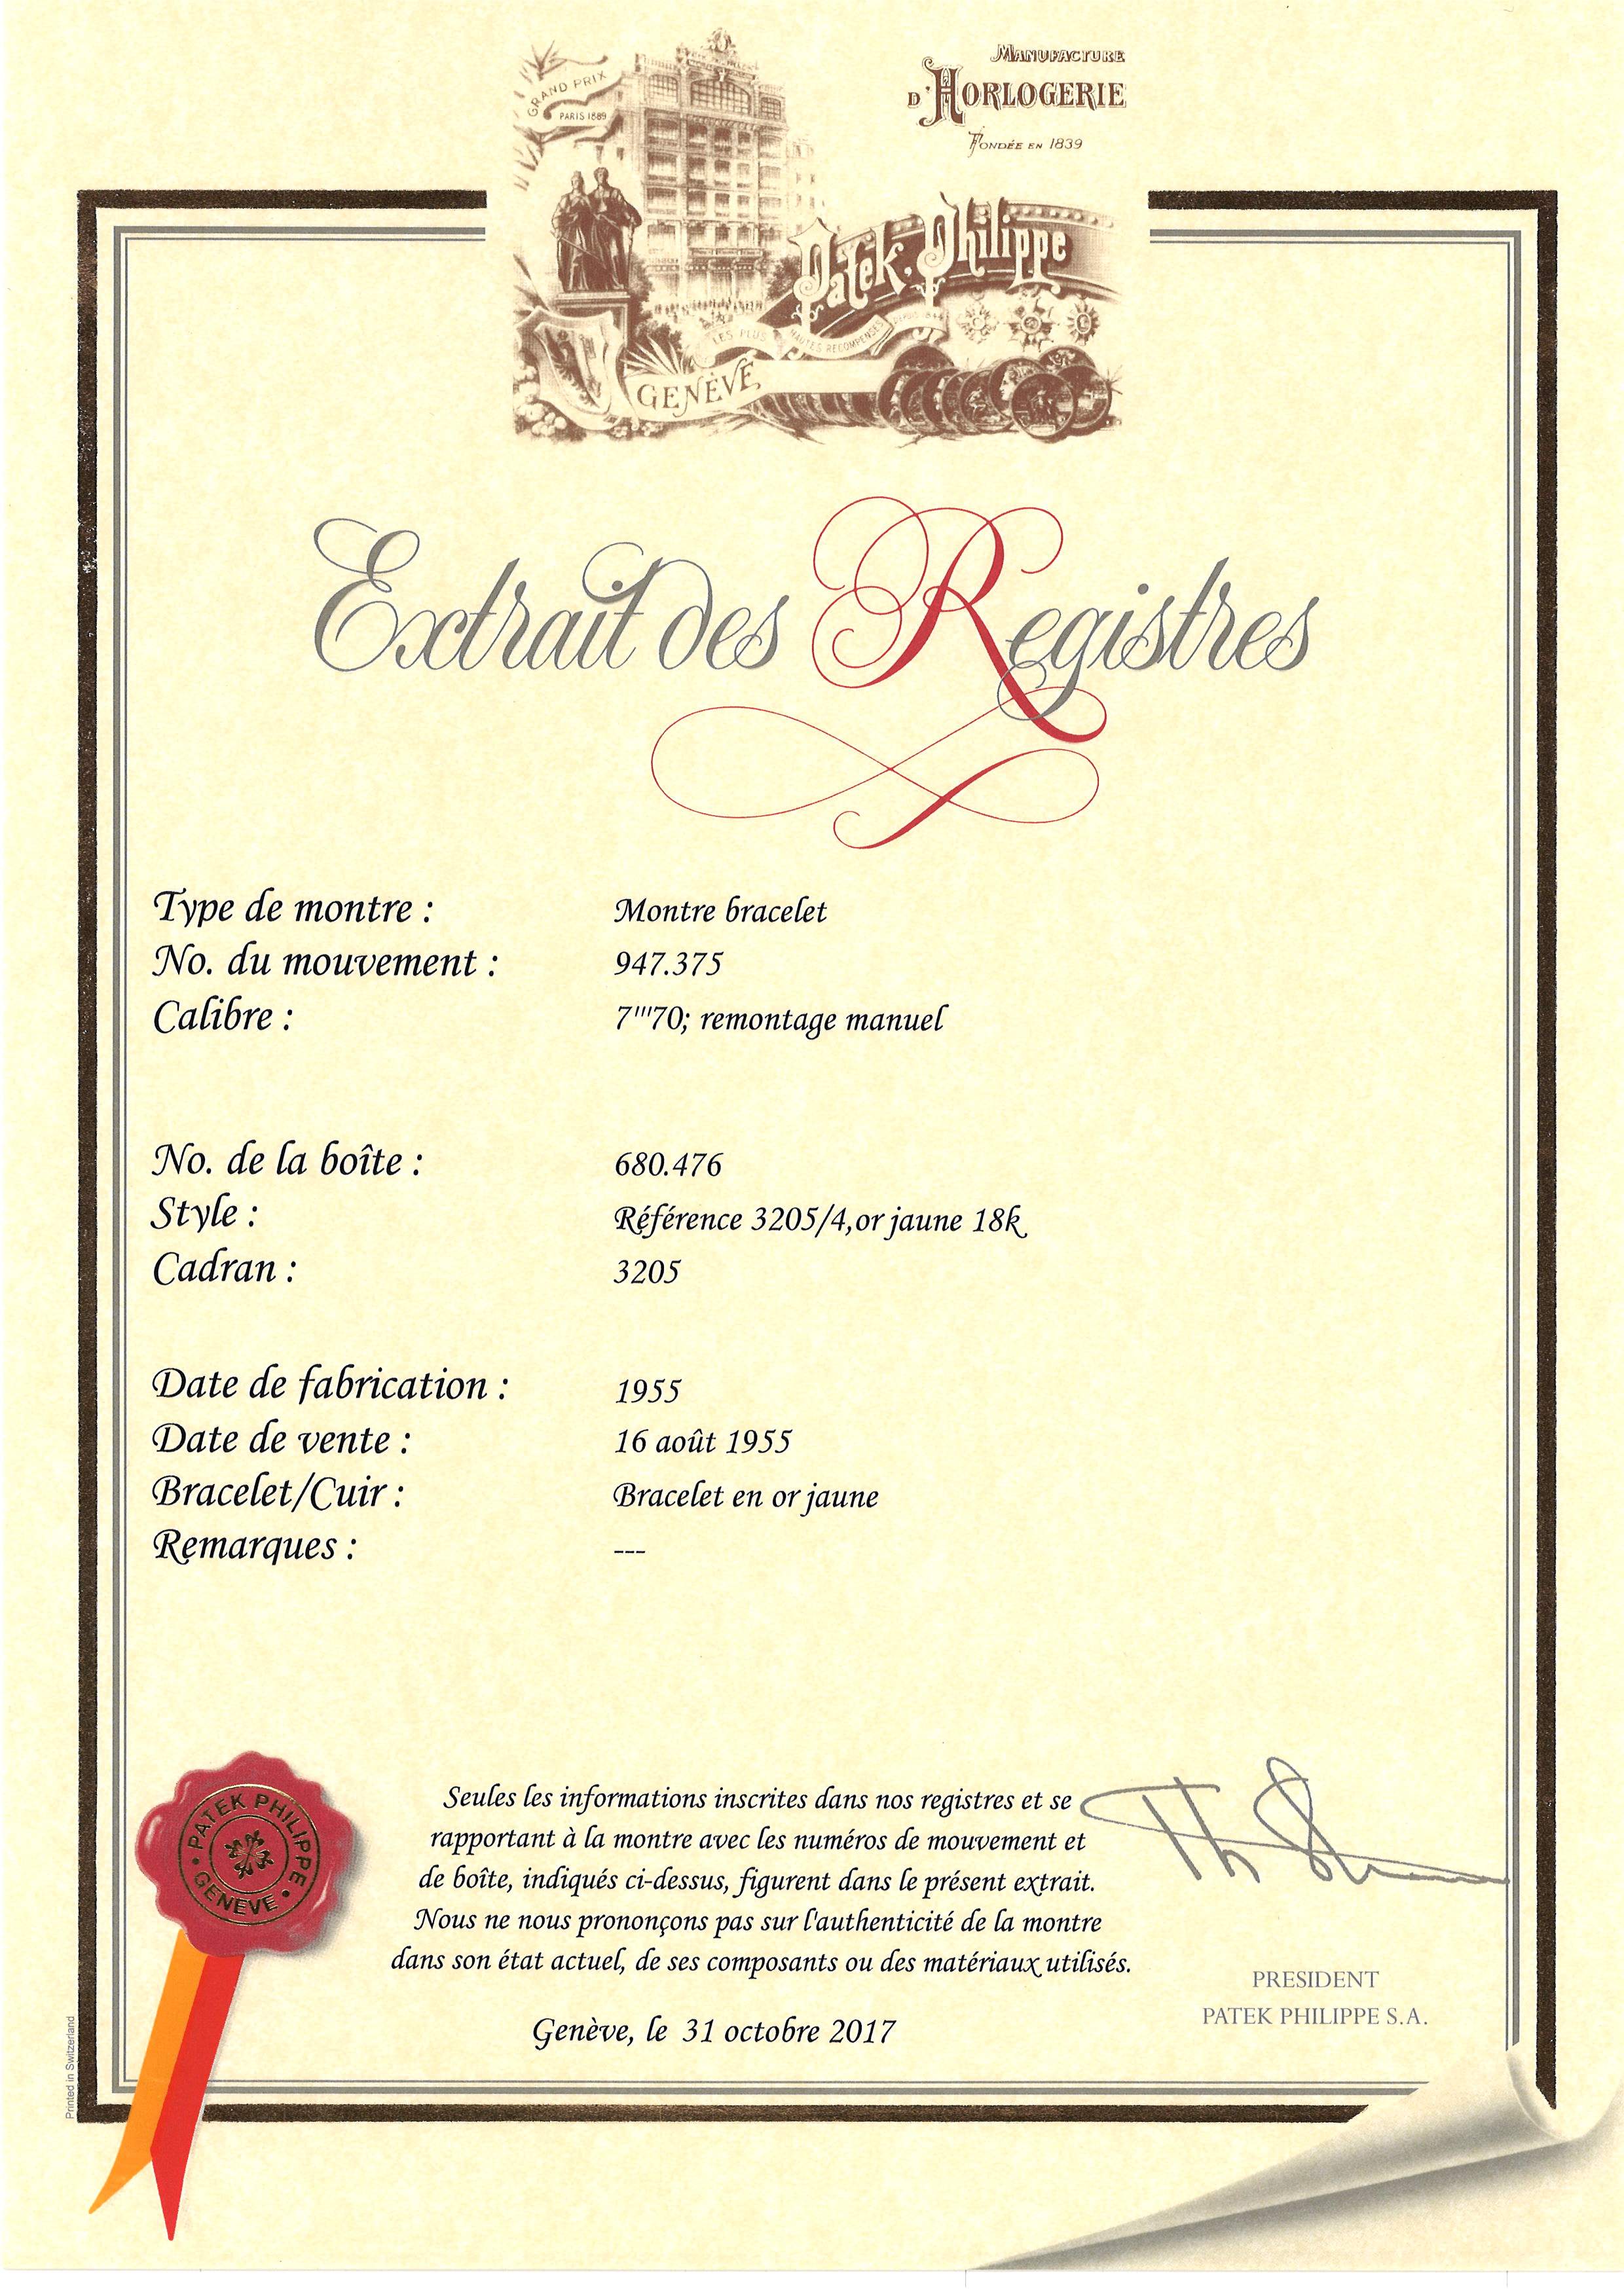 MANUFACTURE
D'HORLOGERIE
FONDÉE EN 1839
GRAND PRIX
PARIS 1889
Patek. Philippe
LES PLUS HAUTES RECOMPENSES
GENÈVE
Extrait des Registres
Type de montre : Montre bracelet
No. du mouvement : 947.375
Calibre : 7'''70; remontage manuel
No. de la boîte : 680.476
Style : Référence 3205/4,or jaune 18k
Cadran : 3205
Date de fabrication : 1955
Date de vente : 16 août 1955
Bracelet/Cuir : Bracelet en or jaune
Remarques : ---
Seules les informations inscrites dans nos registres et se
rapportant à la montre avec les numéros de mouvement et
de boîte, indiqués ci-dessus, figurent dans le présent extrait.
Nous ne nous prononçons pas sur l'authenticité de la montre
dans son état actuel, de ses composants ou des matériaux utilisés.
Genève, le 31 octobre 2017
PRESIDENT
PATEK PHILIPPE S.A.
PATEK PHILIPPE
GENEVE
Printed in Switzerland